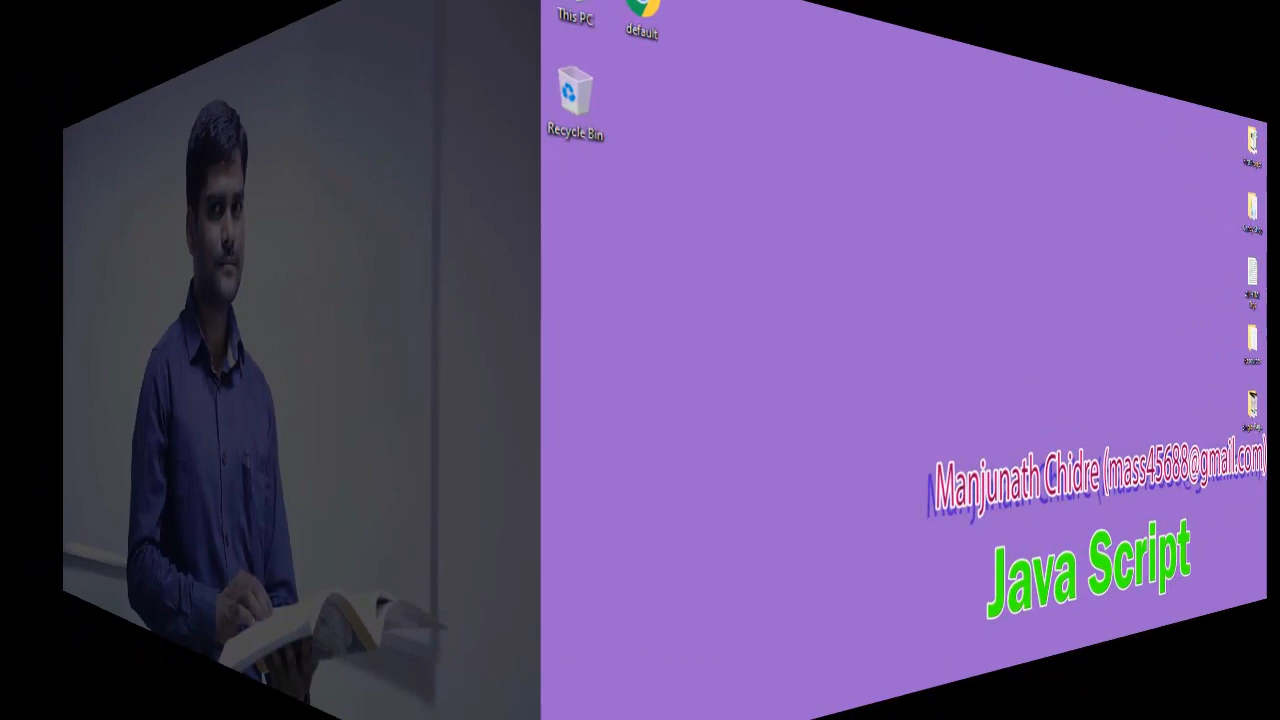 This PC
default
Recycle Bin
Manjunath Chidre (mass45688@gmail.com)
Java Script